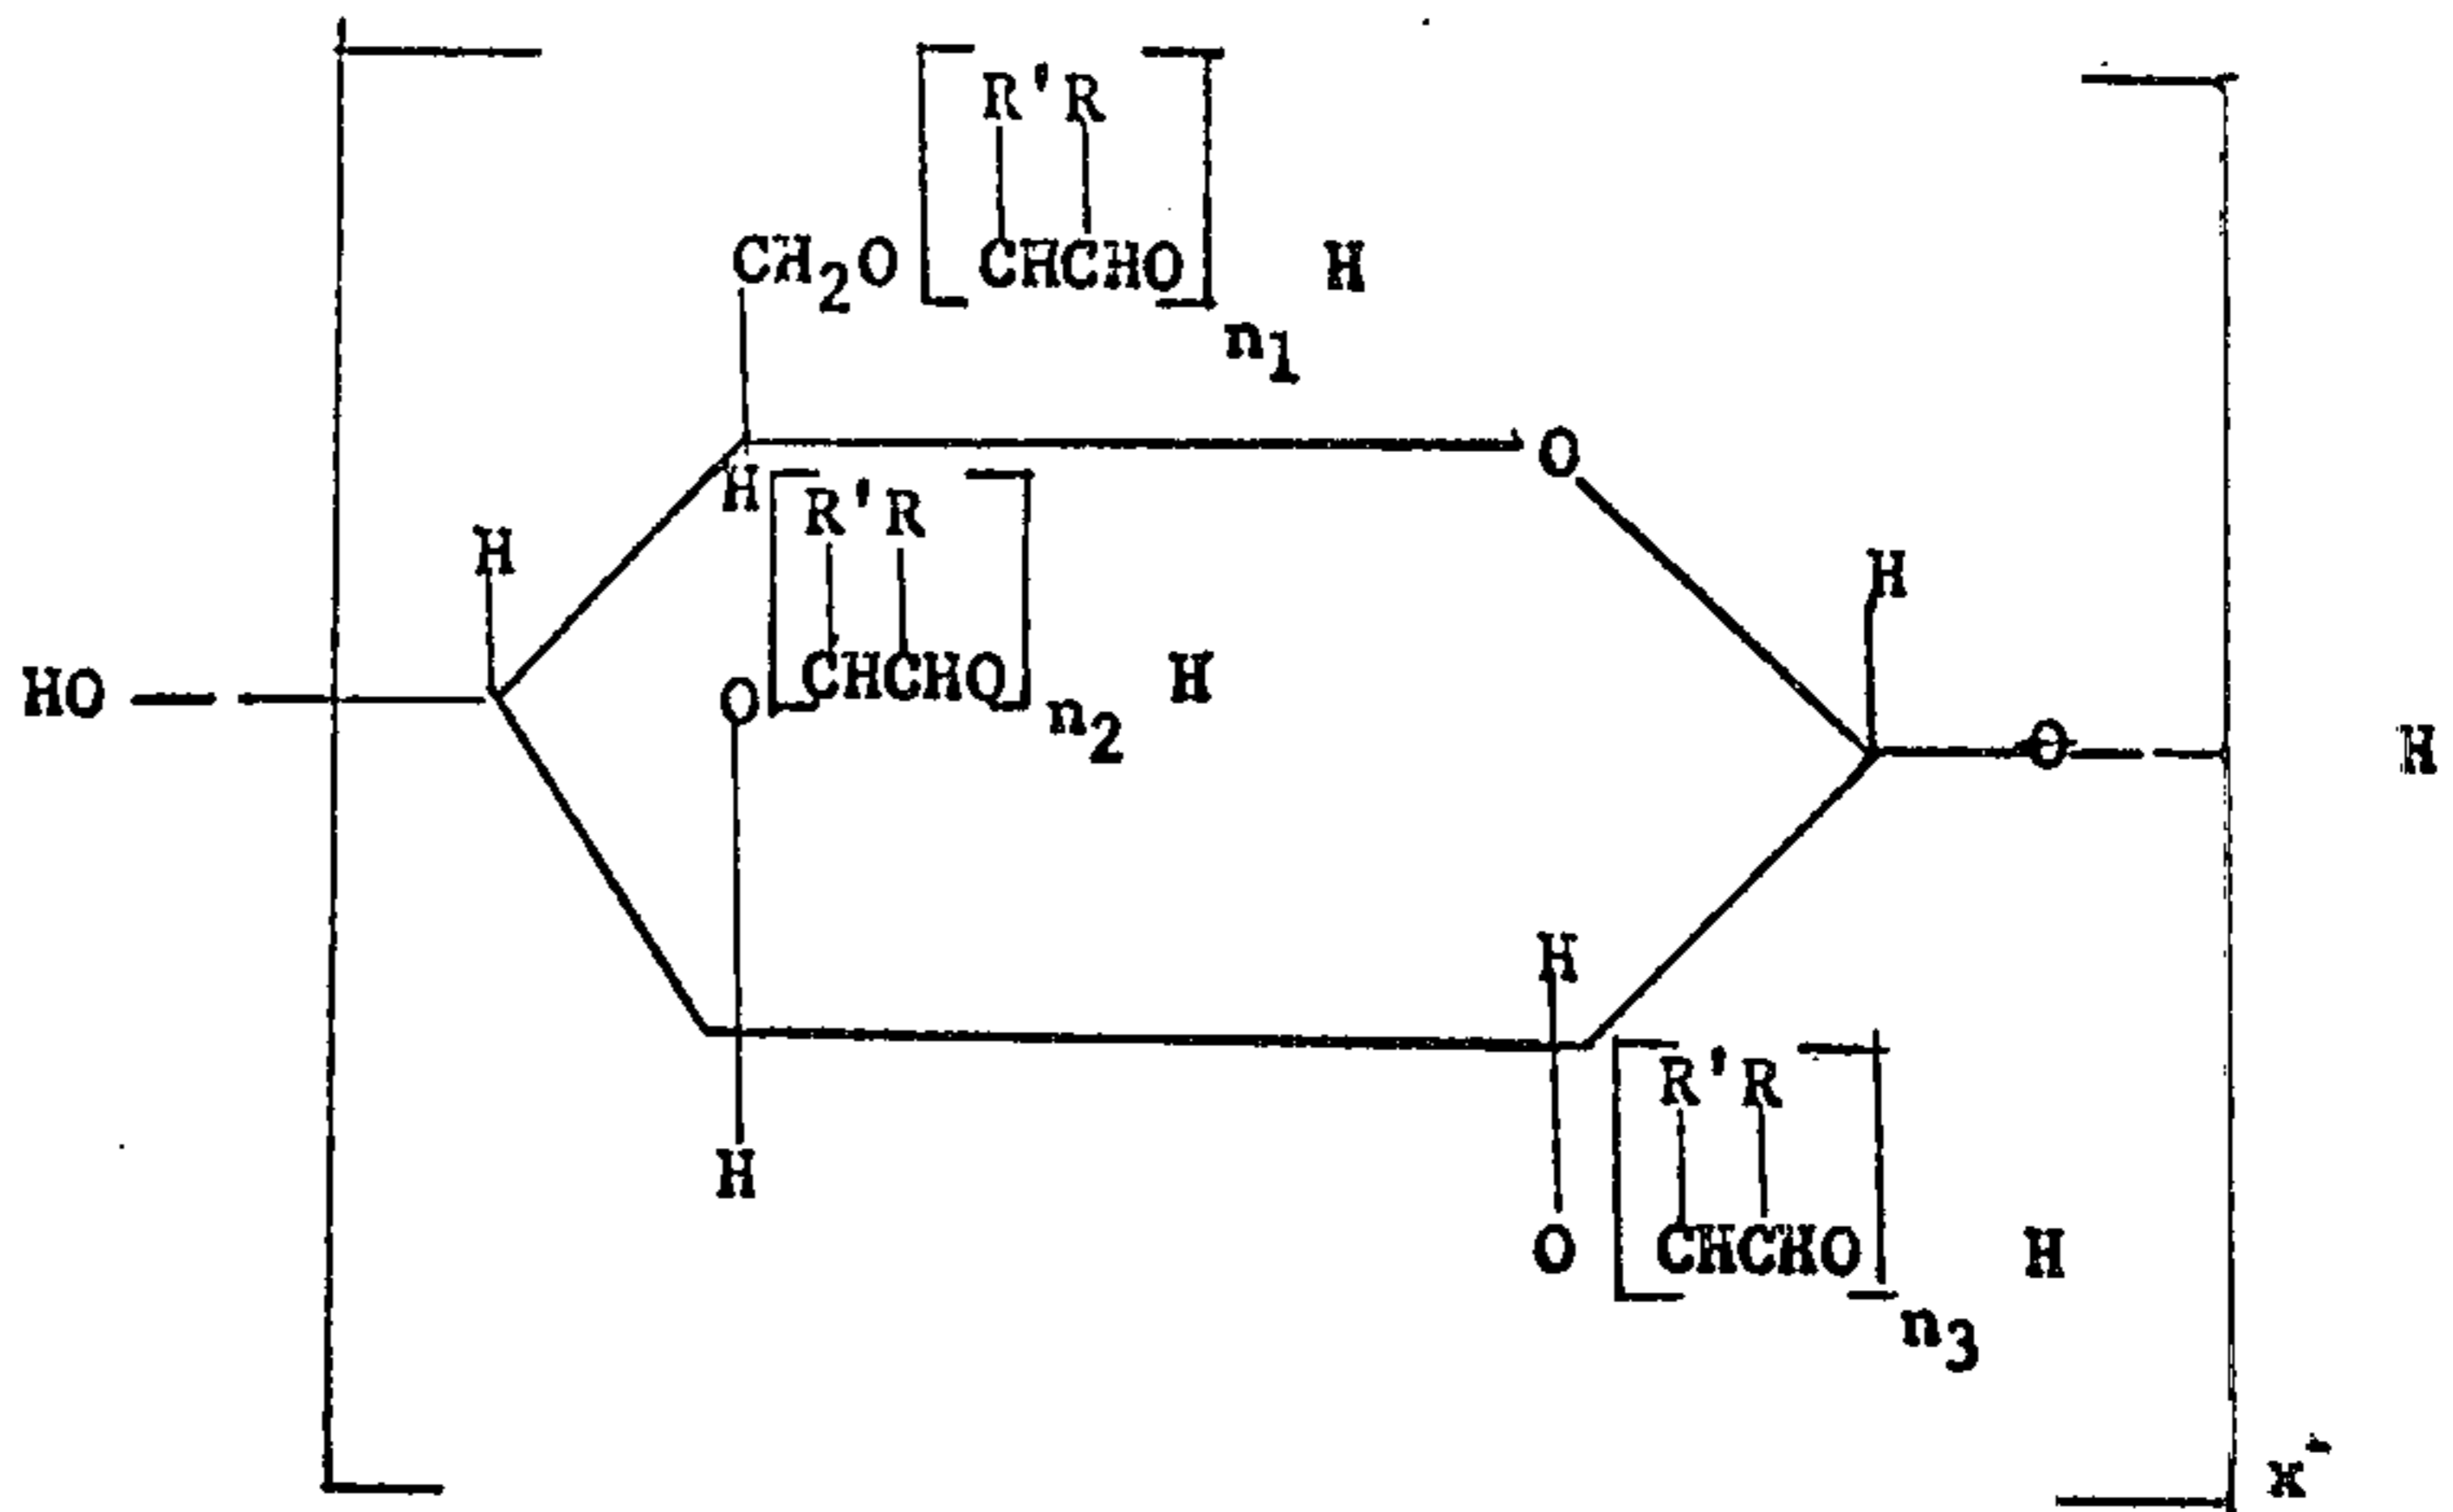 R'R
CH₂O CHCHO H
n₁
O
H R'R
H H
HO O CHCHO n₂ H
O H
H
R'R
H
O CHCHO H
n₃
x